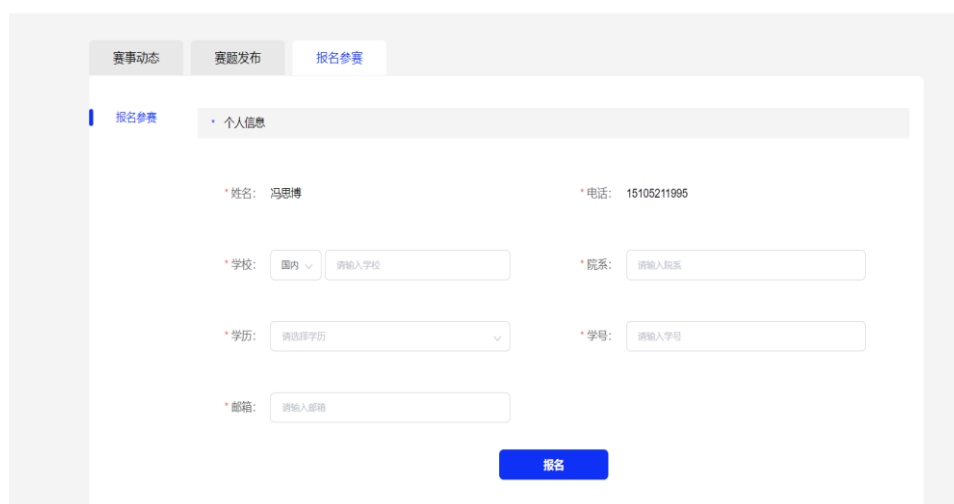 赛事动态 赛题发布 报名参赛
报名参赛
* 个人信息
* 姓名： 冯思博 * 电话： 15105211995
* 学校： 国内 请输入学校 * 院系： 请输入院系
* 学历： 请选择学历 * 学号： 请输入学号
* 邮箱： 请输入邮箱
报名